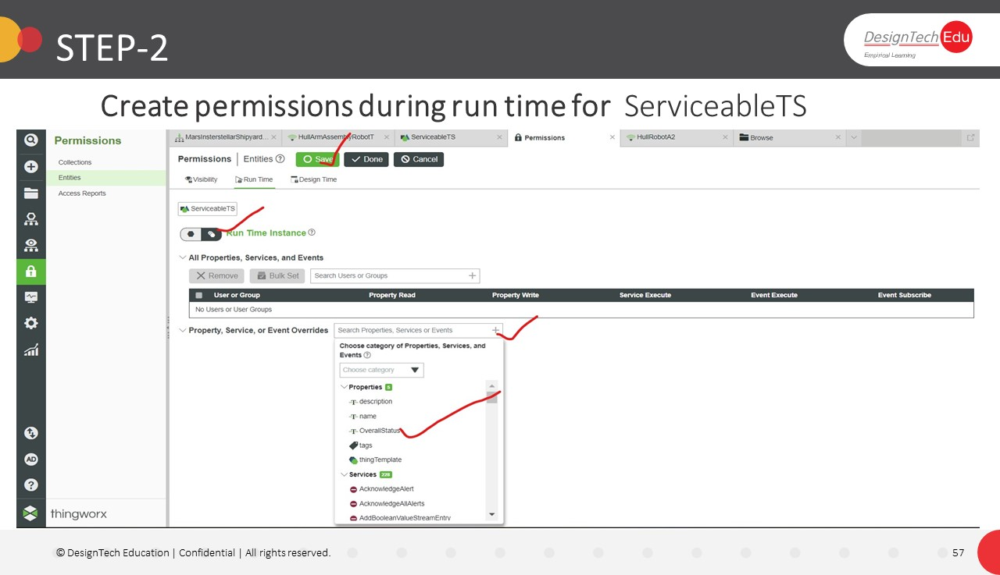 STEP-2
DesignTech Edu
Empirical Learning
Create permissions during run time for ServiceableTS
Permissions
Collections
Entities
Access Reports
MarsInsterstellarShipyard...
HullArmAssemblyRobotT
ServiceableTS
Permissions
HullRobotA2
Browse
Permissions Entities Save Done Cancel
Visibility Run Time Design Time
ServiceableTS
Run Time Instance
All Properties, Services, and Events
Remove Bulk Set Search Users or Groups
User or Group Property Read Property Write Service Execute Event Execute Event Subscribe
No Users or User Groups
Property, Service, or Event Overrides Search Properties, Services or Events
Choose category of Properties, Services, and
Events
Choose category
Properties 5
description
name
OverallStatus
tags
thingTemplate
Services 228
AcknowledgeAlert
AcknowledgeAllAlerts
AddBooleanValueStreamEntry
AD
thingworx
© DesignTech Education | Confidential | All rights reserved.
57